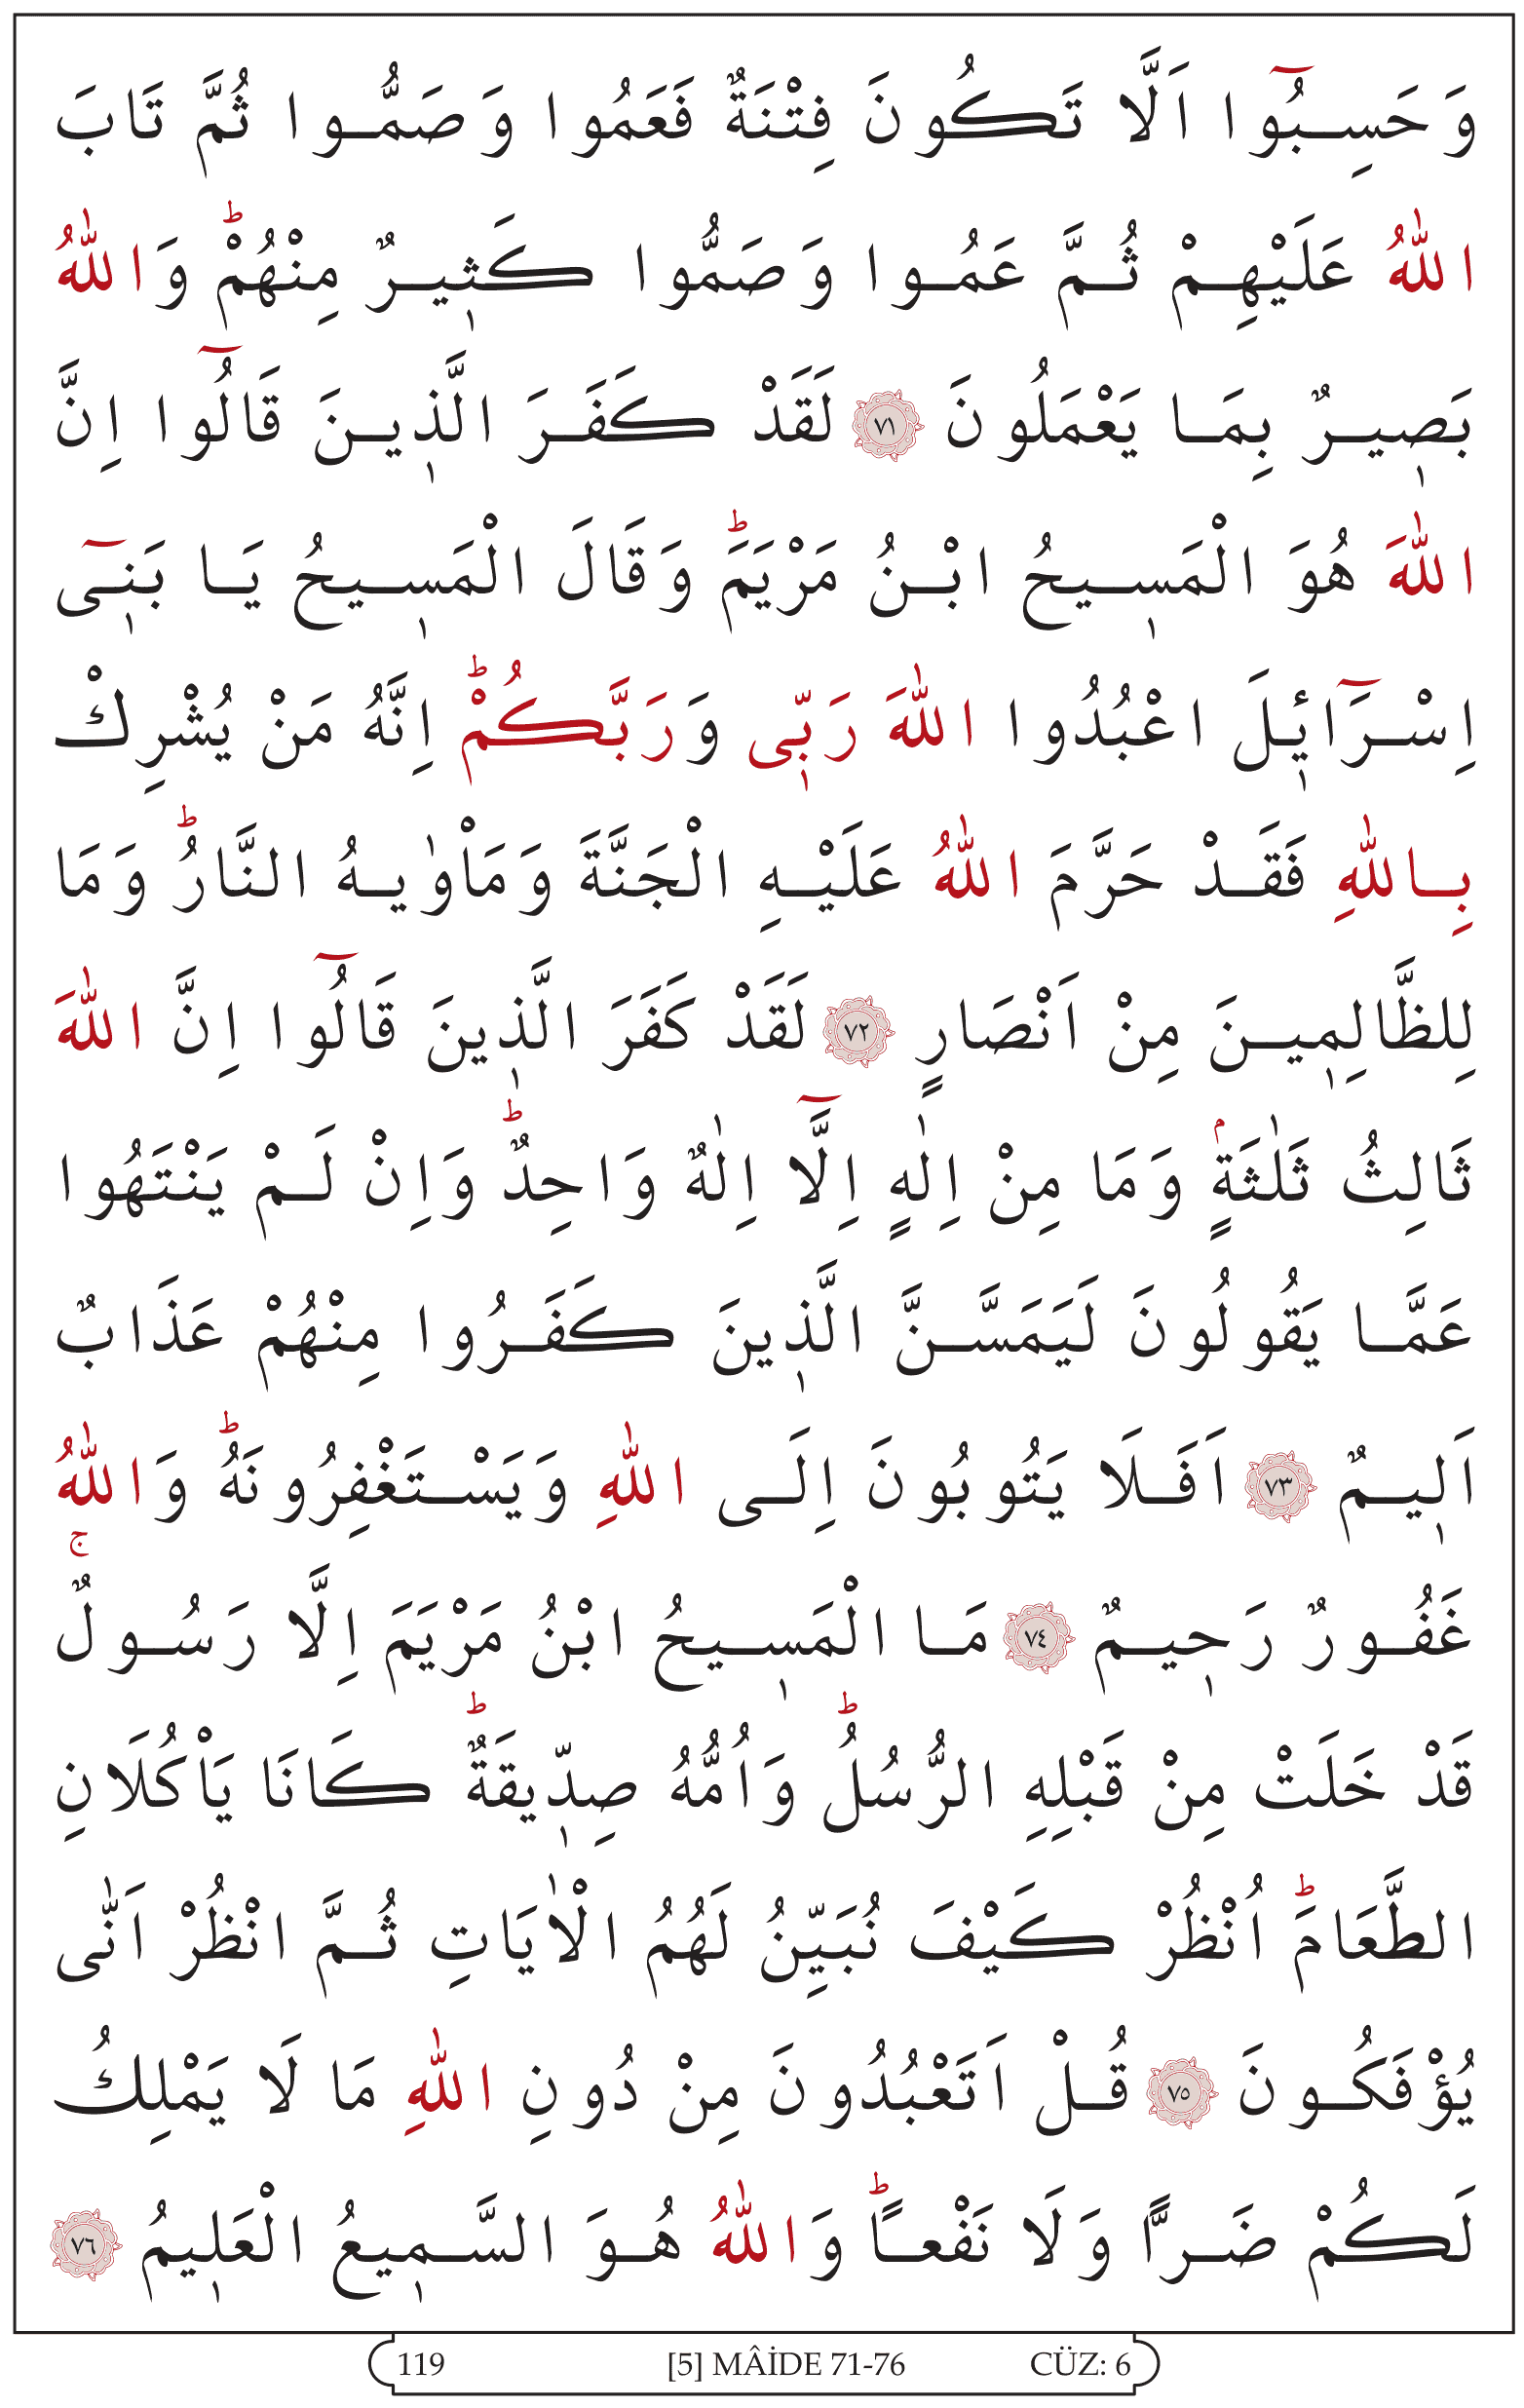 وَحَسِبُٓوا اَلَّا تَكُونَ فِتْنَةٌ فَعَمُوا وَصَمُّوا ثُمَّ تَابَ
اللّٰهُ عَلَيْهِمْ ثُمَّ عَمُوا وَصَمُّوا كَث۪يرٌ مِنْهُمْۜ وَاللّٰهُ
بَص۪يرٌ بِمَا يَعْمَلُونَ ﴿٧١﴾ لَقَدْ كَفَرَ الَّذ۪ينَ قَالُٓوا اِنَّ
اللّٰهَ هُوَ الْمَس۪يحُ ابْنُ مَرْيَمَۜ وَقَالَ الْمَس۪يحُ يَا بَن۪ٓي
اِسْرَٓائ۪لَ اعْبُدُوا اللّٰهَ رَبّ۪ي وَرَبَّكُمْۜ اِنَّهُ مَنْ يُشْرِكْ
بِاللّٰهِ فَقَدْ حَرَّمَ اللّٰهُ عَلَيْهِ الْجَنَّةَ وَمَأْوٰيهُ النَّارُۜ وَمَا
لِلظَّالِم۪ينَ مِنْ اَنْصَارٍ ﴿٧٢﴾ لَقَدْ كَفَرَ الَّذ۪ينَ قَالُٓوا اِنَّ اللّٰهَ
ثَالِثُ ثَلٰثَةٍۢ وَمَا مِنْ اِلٰهٍ اِلَّٓا اِلٰهٌ وَاحِدٌۜ وَاِنْ لَمْ يَنْتَهُوا
عَمَّا يَقُولُونَ لَيَمَسَّنَّ الَّذ۪ينَ كَفَرُوا مِنْهُمْ عَذَابٌ
اَل۪يمٌ ﴿٧٣﴾ اَفَلَا يَتُوبُونَ اِلَى اللّٰهِ وَيَسْتَغْفِرُونَهُۜ وَاللّٰهُ
غَفُورٌ رَح۪يمٌ ﴿٧٤﴾ مَا الْمَس۪يحُ ابْنُ مَرْيَمَ اِلَّا رَسُولٌۚ
قَدْ خَلَتْ مِنْ قَبْلِهِ الرُّسُلُۜ وَاُمُّهُ صِدّ۪يقَةٌۜ كَانَا يَأْكُلَانِ
الطَّعَامَۜ اُنْظُرْ كَيْفَ نُبَيِّنُ لَهُمُ الْاٰيَاتِ ثُمَّ انْظُرْ اَنّٰى
يُؤْفَكُونَ ﴿٧٥﴾ قُلْ اَتَعْبُدُونَ مِنْ دُونِ اللّٰهِ مَا لَا يَمْلِكُ
لَكُمْ ضَرًّا وَلَا نَفْعًاۜ وَاللّٰهُ هُوَ السَّم۪يعُ الْعَل۪يمُ ﴿٧٦﴾
119 [5] MÂİDE 71-76 CÜZ: 6